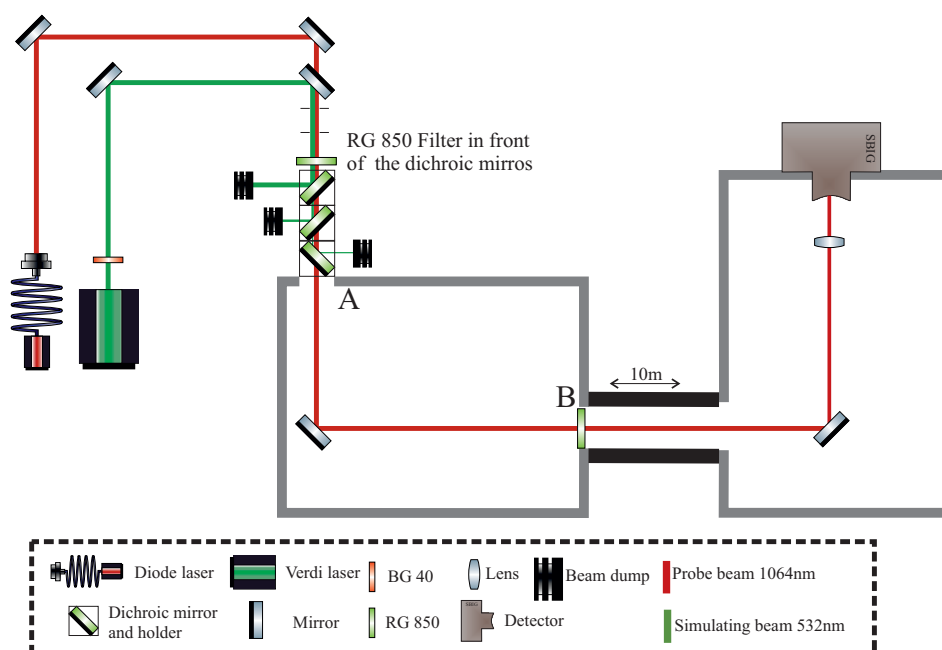 SBIG
RG 850 Filter in front
of the dichroic mirros
A
10m
B
Diode laser
Verdi laser
BG 40
Lens
Beam dump
Probe beam 1064nm
Dichroic mirror
and holder
Mirror
RG 850
SBIG
Detector
Simulating beam 532nm